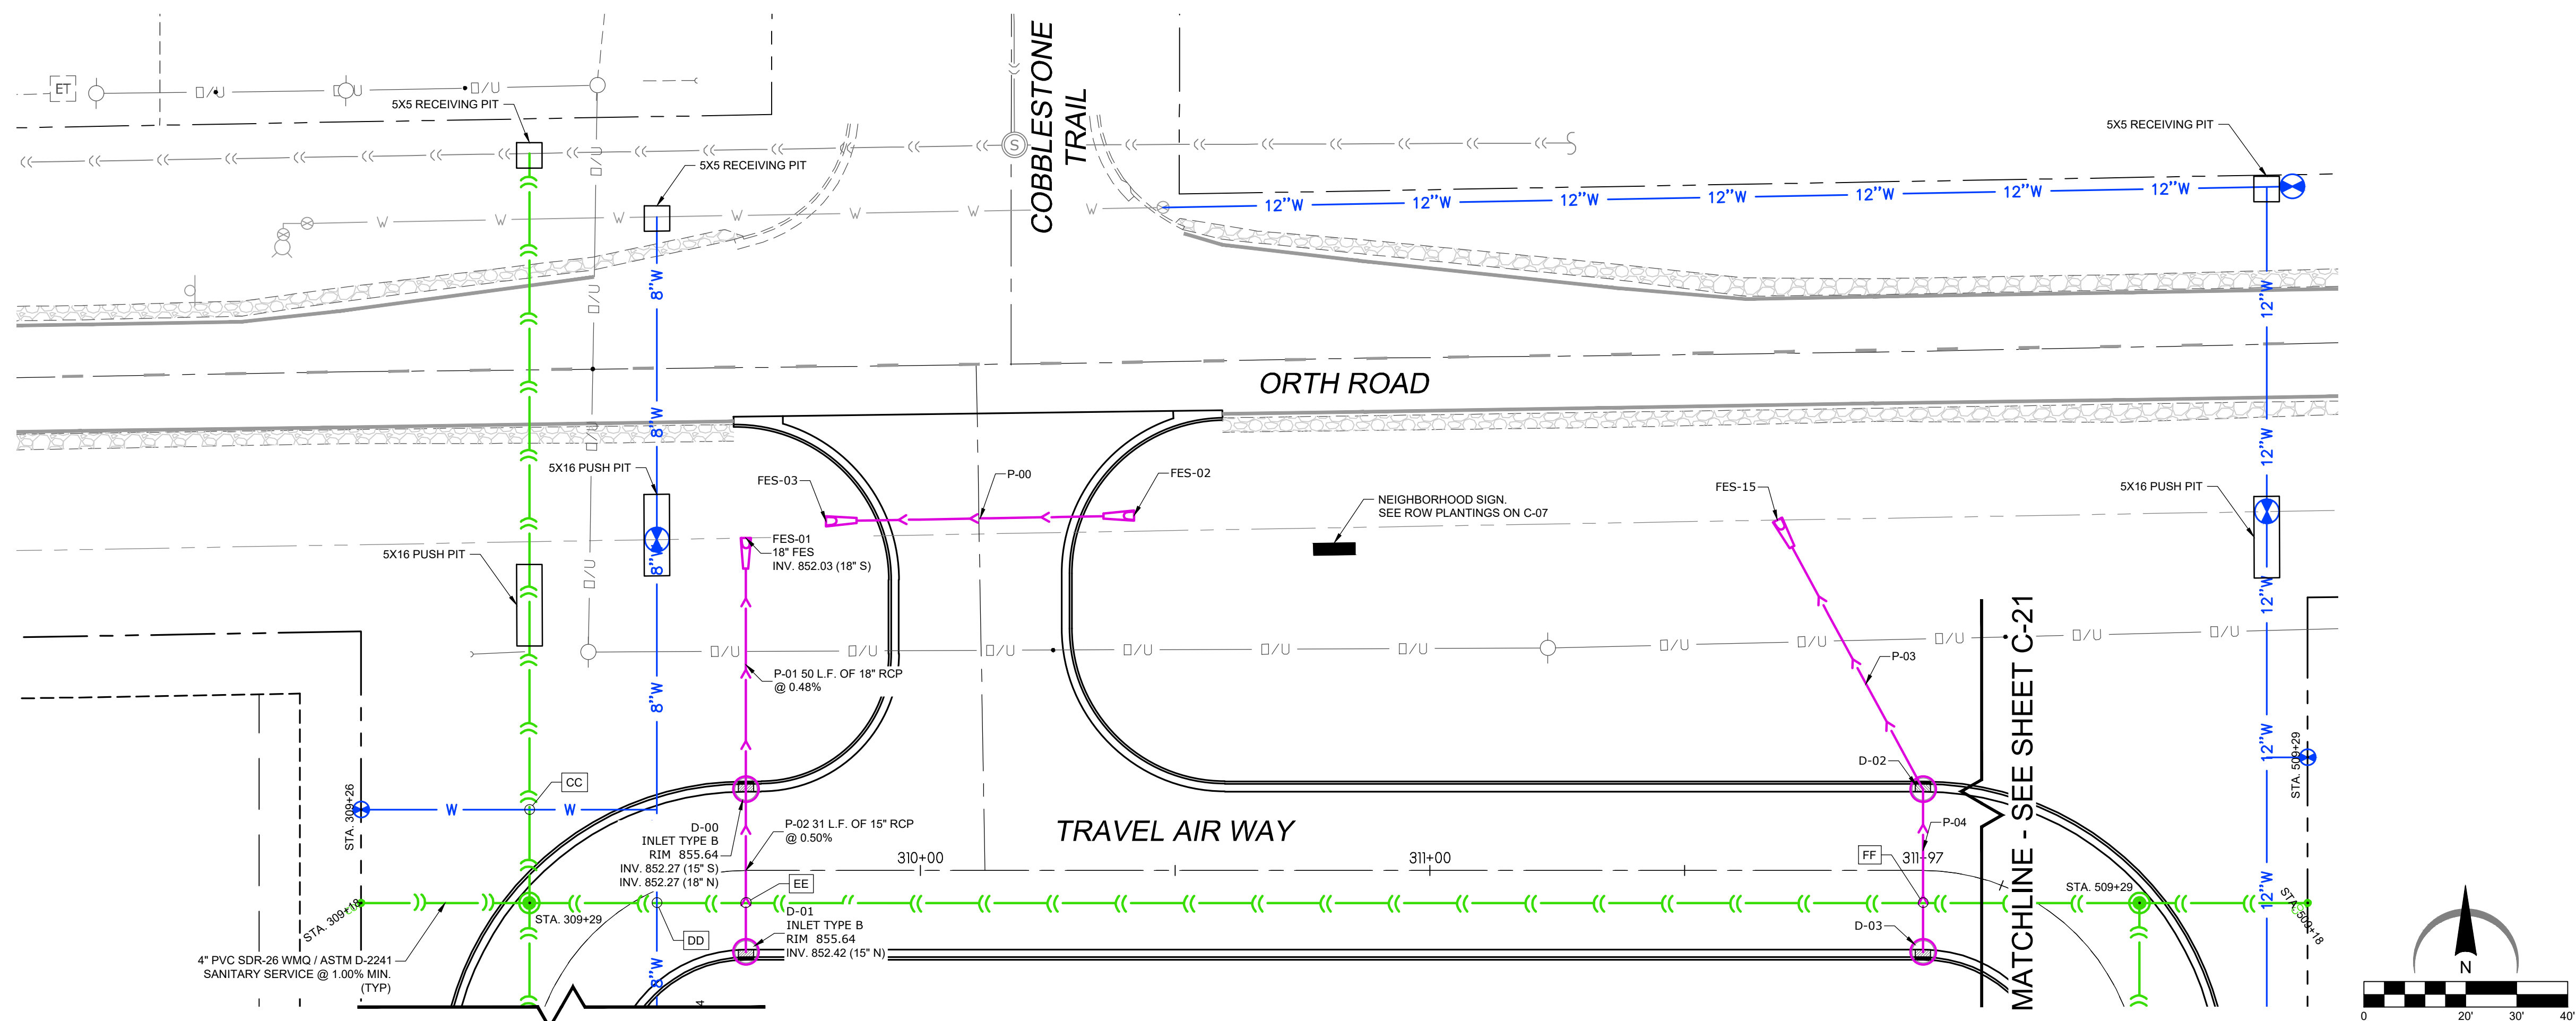 COBBLESTONE
TRAIL
ET
5X5 RECEIVING PIT
5X5 RECEIVING PIT
5X5 RECEIVING PIT
S
W W W W W W W
12"W 12"W 12"W 12"W 12"W 12"W 12"W
8"W
8"W
8"W
8"W
8"W
12"W
12"W
12"W
12"W
12"W
ORTH ROAD
5X16 PUSH PIT
5X16 PUSH PIT
5X16 PUSH PIT
FES-03
P-00
FES-02
FES-15
NEIGHBORHOOD SIGN.
SEE ROW PLANTINGS ON C-07
FES-01
18" FES
INV. 852.03 (18" S)
P-01 50 L.F. OF 18" RCP
@ 0.48%
P-03
MATCHLINE - SEE SHEET C-21
CC
W W
STA. 309+26
D-02
STA. 509+29
D-00
INLET TYPE B
RIM 855.64
INV. 852.27 (15" S)
INV. 852.27 (18" N)
P-02 31 L.F. OF 15" RCP
@ 0.50%
TRAVEL AIR WAY
P-04
310+00
311+00
311+97
FF
EE
STA. 309+18
STA. 309+29
STA. 509+29
STA. 509+18
DD
D-01
INLET TYPE B
RIM 855.64
INV. 852.42 (15" N)
D-03
4" PVC SDR-26 WMQ / ASTM D-2241
SANITARY SERVICE @ 1.00% MIN.
(TYP)
N
0 20' 30' 40'